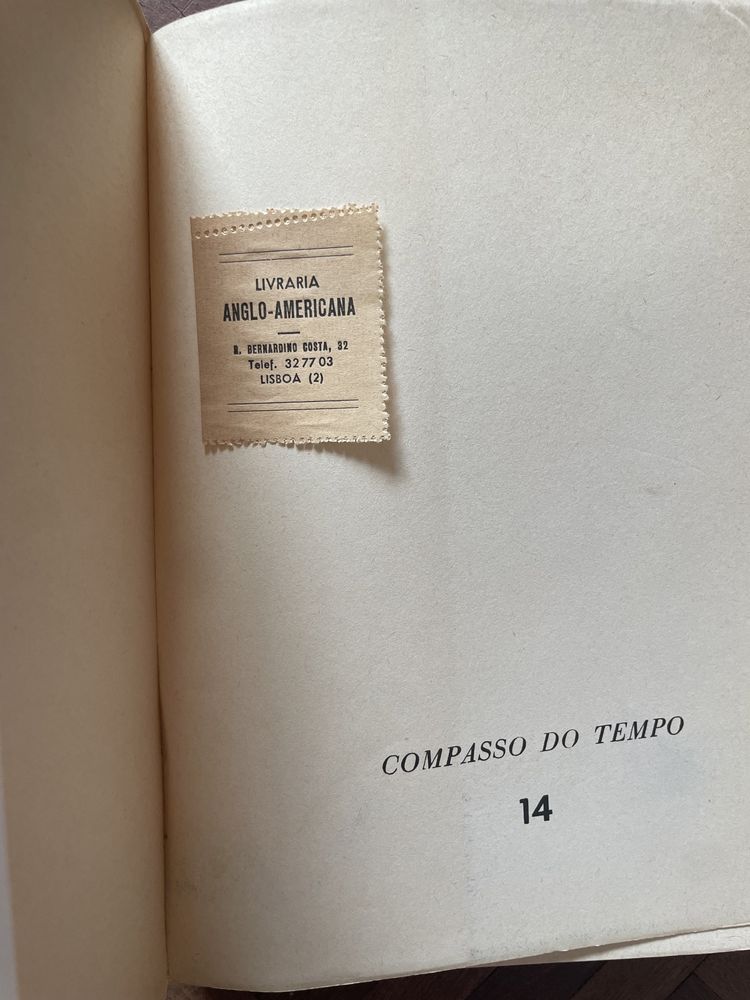 LIVRARIA
ANGLO-AMERICANA
R. BERNARDINO COSTA, 32
Telef. 32 77 03
LISBOA (2)
COMPASSO DO TEMPO
14